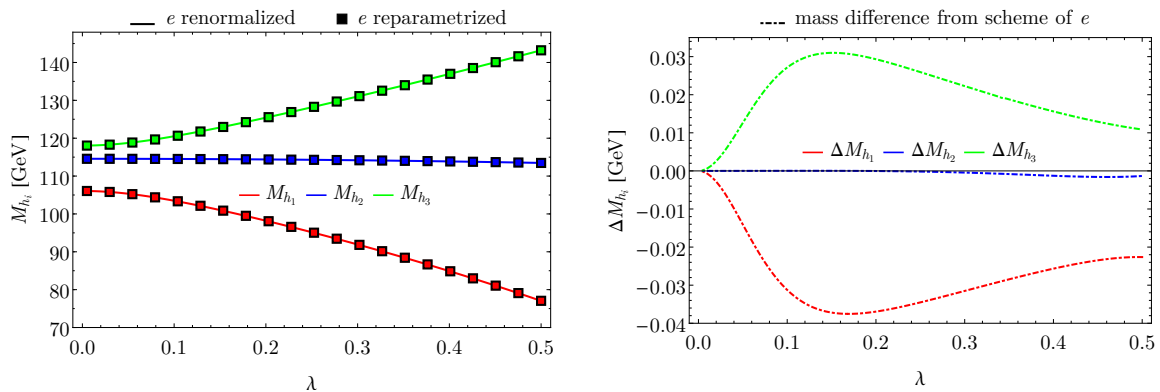 e renormalized e reparametrized
M_{h_i} [GeV]
140
130
120
110
100
90
80
70
M_{h_1} M_{h_2} M_{h_3}
0.0 0.1 0.2 0.3 0.4 0.5
λ
mass difference from scheme of e
ΔM_{h_i} [GeV]
0.03
0.02
0.01
0.00
−0.01
−0.02
−0.03
−0.04
ΔM_{h_1} ΔM_{h_2} ΔM_{h_3}
0.0 0.1 0.2 0.3 0.4 0.5
λ